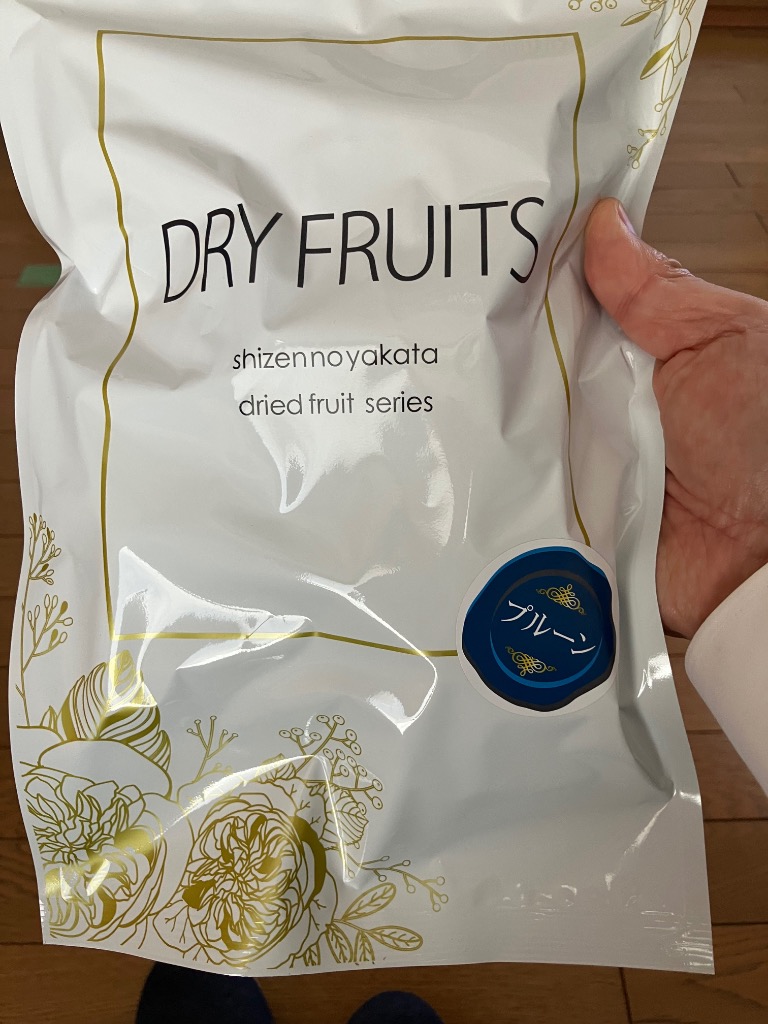 DRY FRUITS
shizennoyakata
dried fruit series
プルーン